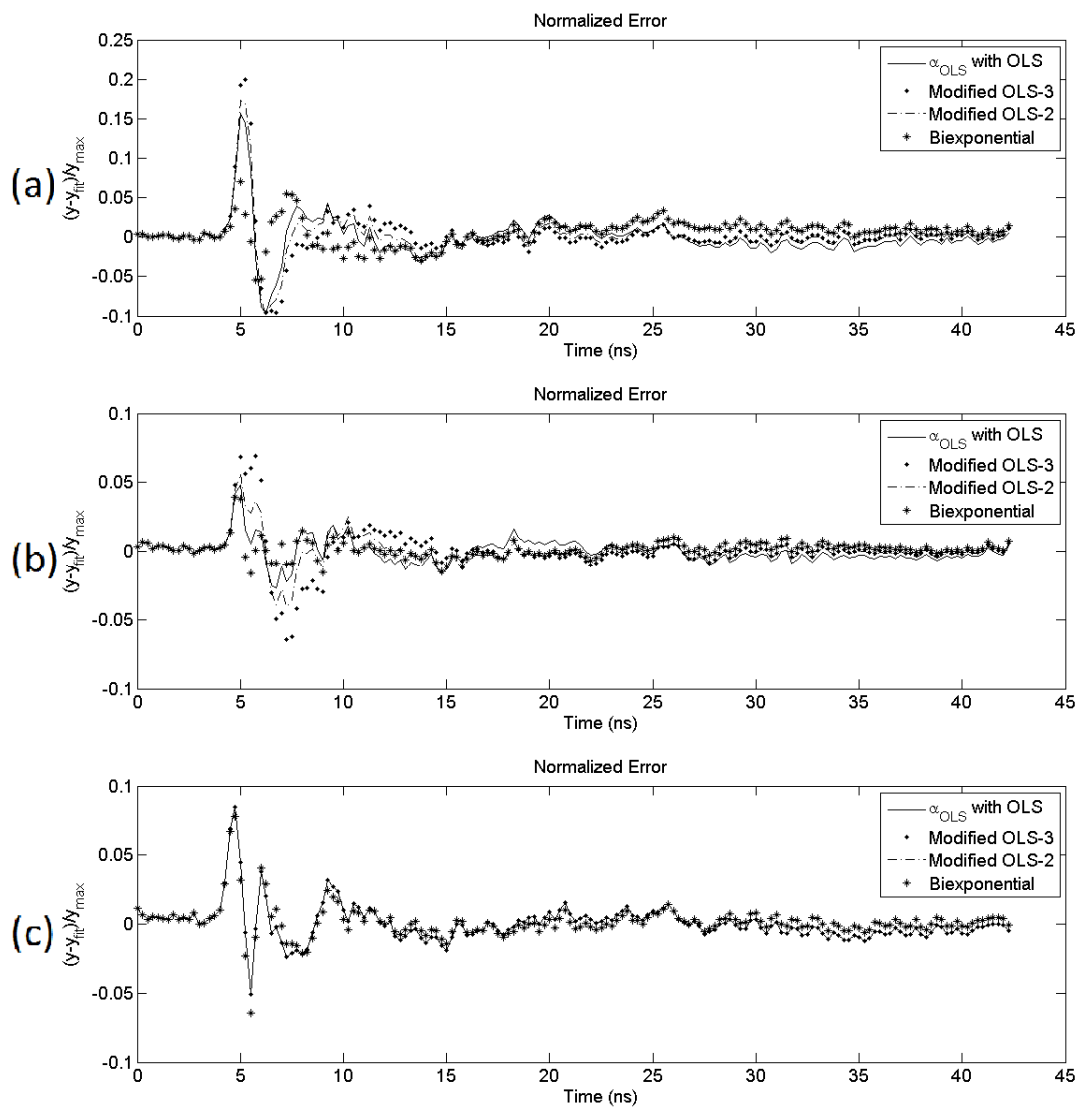 (a)
Normalized Error
(y-y_fit)/y_max
0.25
0.2
0.15
0.1
0.05
0
-0.05
-0.1
0 5 10 15 20 25 30 35 40 45
Time (ns)
α_OLS with OLS
Modified OLS-3
Modified OLS-2
Biexponential
(b)
Normalized Error
(y-y_fit)/y_max
0.1
0.05
0
-0.05
-0.1
0 5 10 15 20 25 30 35 40 45
Time (ns)
α_OLS with OLS
Modified OLS-3
Modified OLS-2
Biexponential
(c)
Normalized Error
(y-y_fit)/y_max
0.1
0.05
0
-0.05
-0.1
0 5 10 15 20 25 30 35 40 45
Time (ns)
α_OLS with OLS
Modified OLS-3
Modified OLS-2
Biexponential